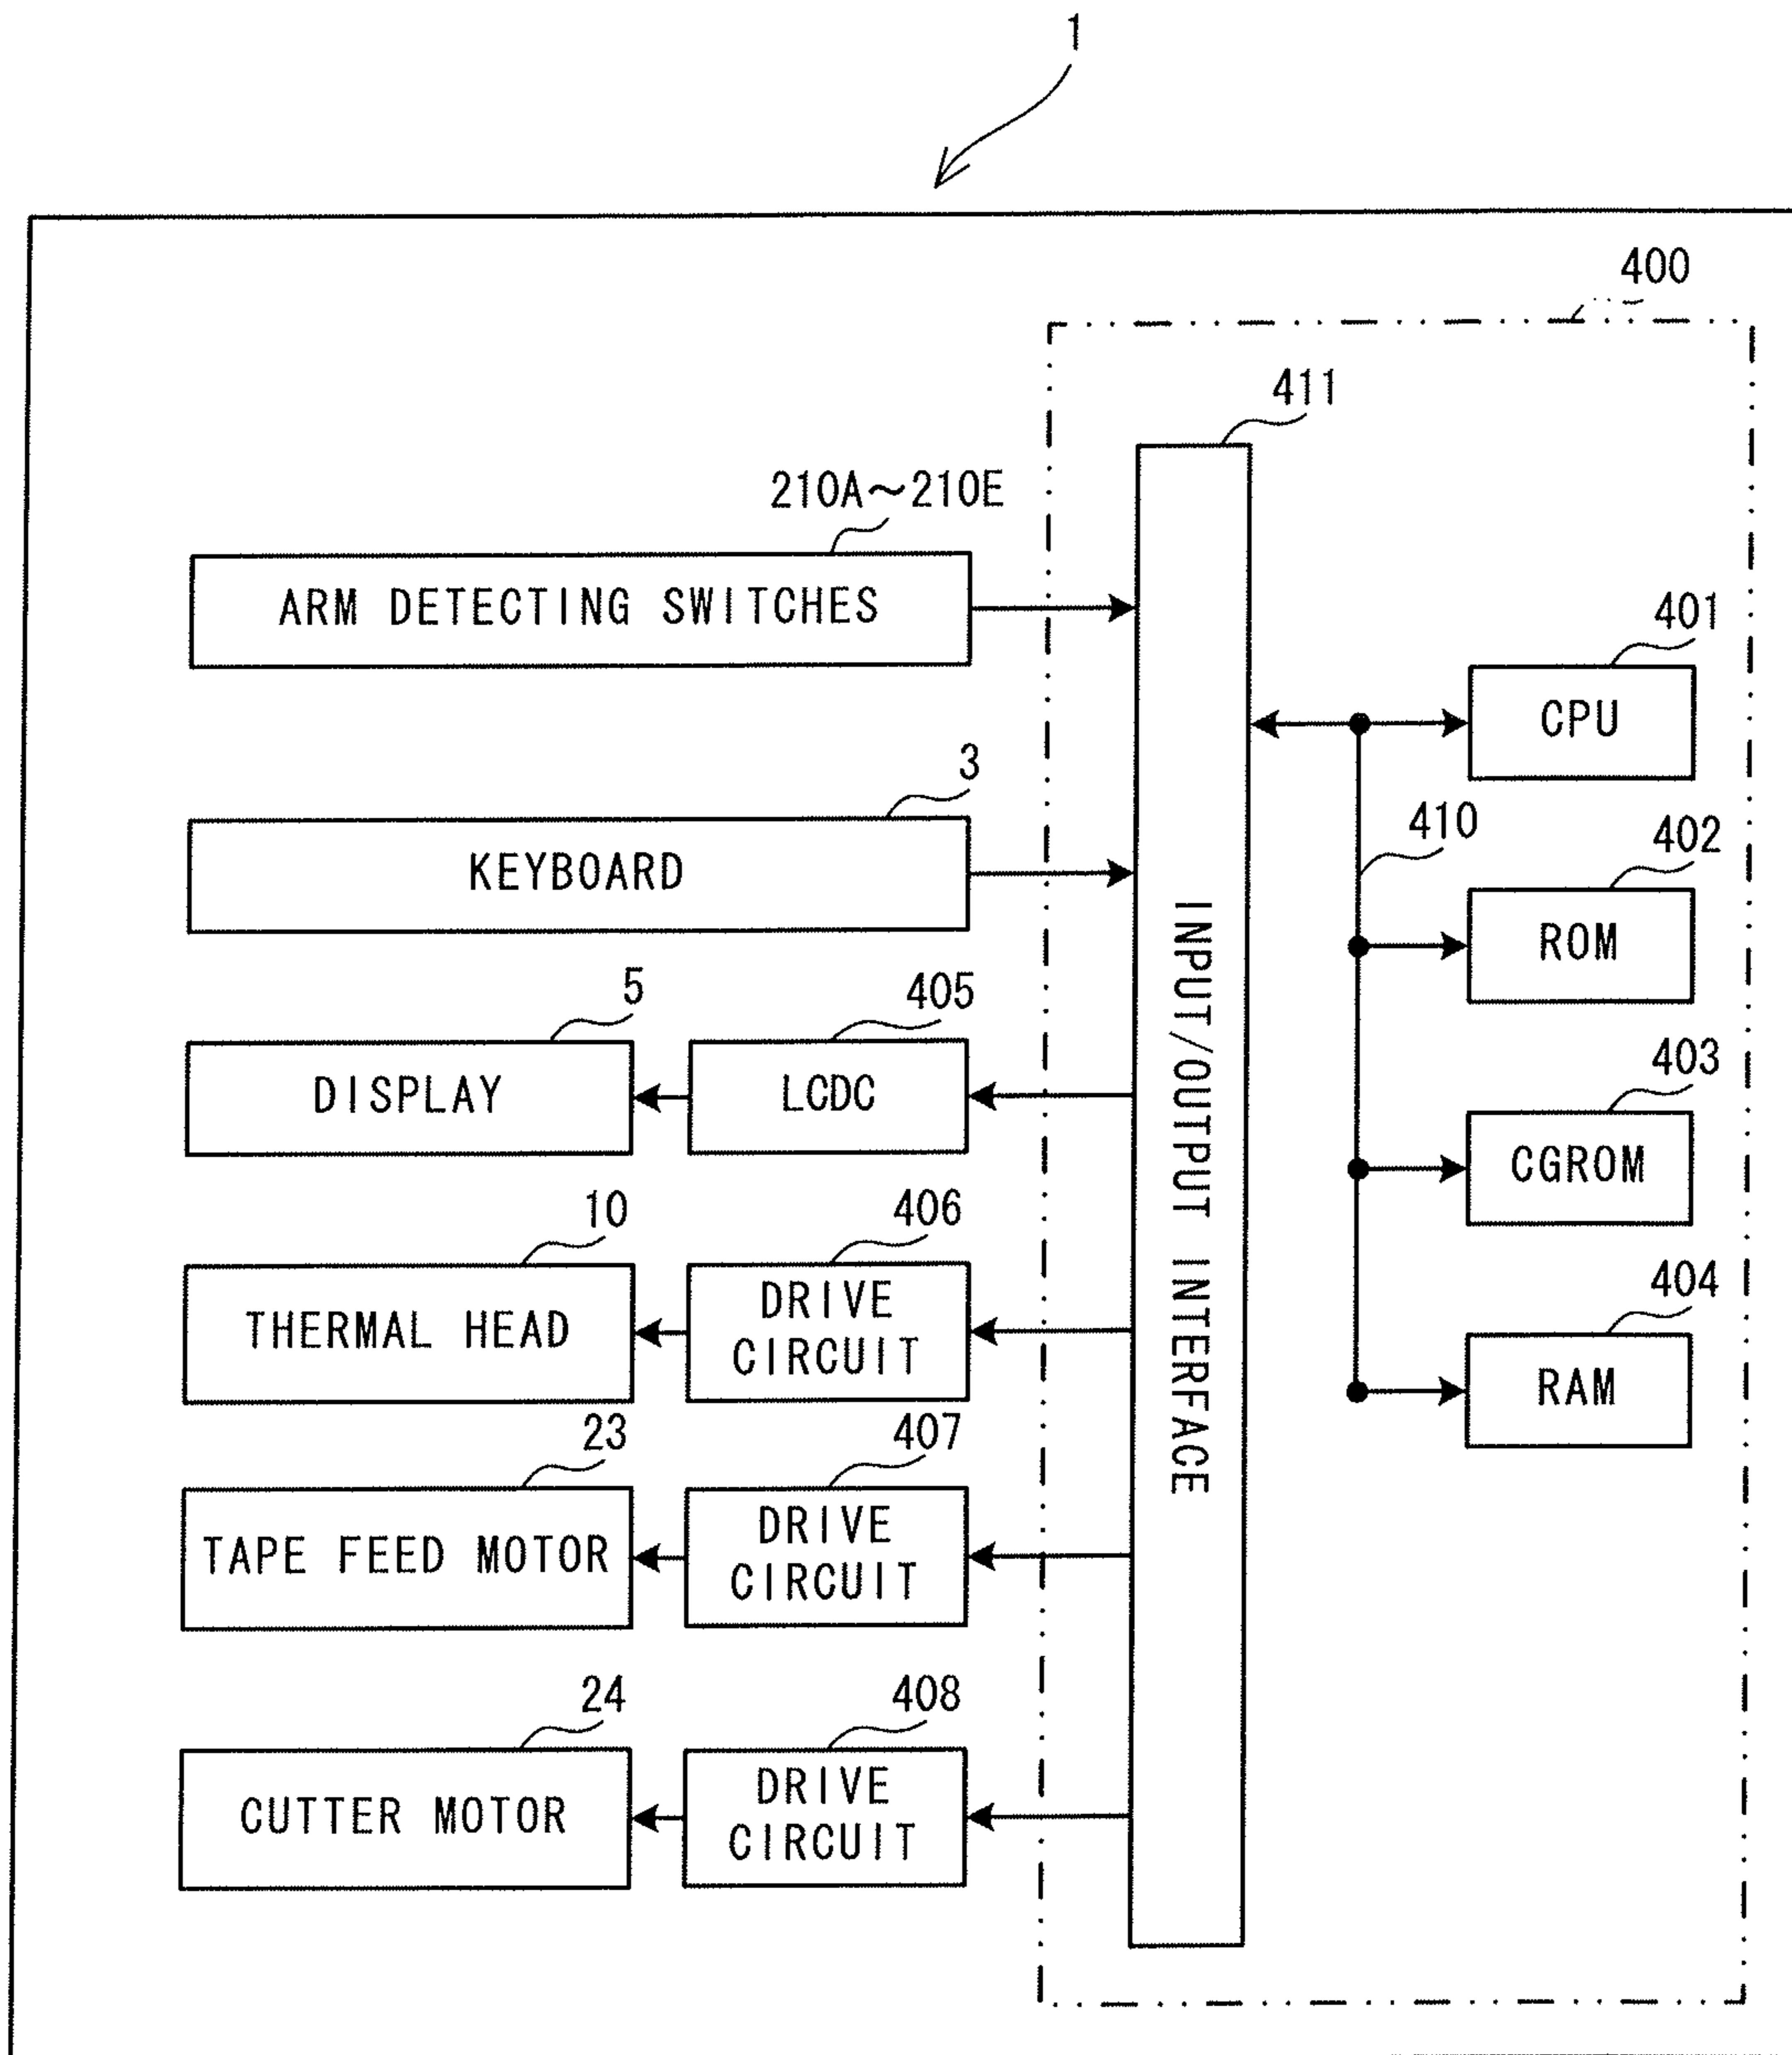 1
400
411
210A～210E
ARM DETECTING SWITCHES
401
CPU
3
KEYBOARD
410
402
ROM
5
DISPLAY
405
LCDC
INPUT/OUTPUT INTERFACE
403
CGROM
10
THERMAL HEAD
406
DRIVE
CIRCUIT
404
RAM
23
TAPE FEED MOTOR
407
DRIVE
CIRCUIT
24
CUTTER MOTOR
408
DRIVE
CIRCUIT